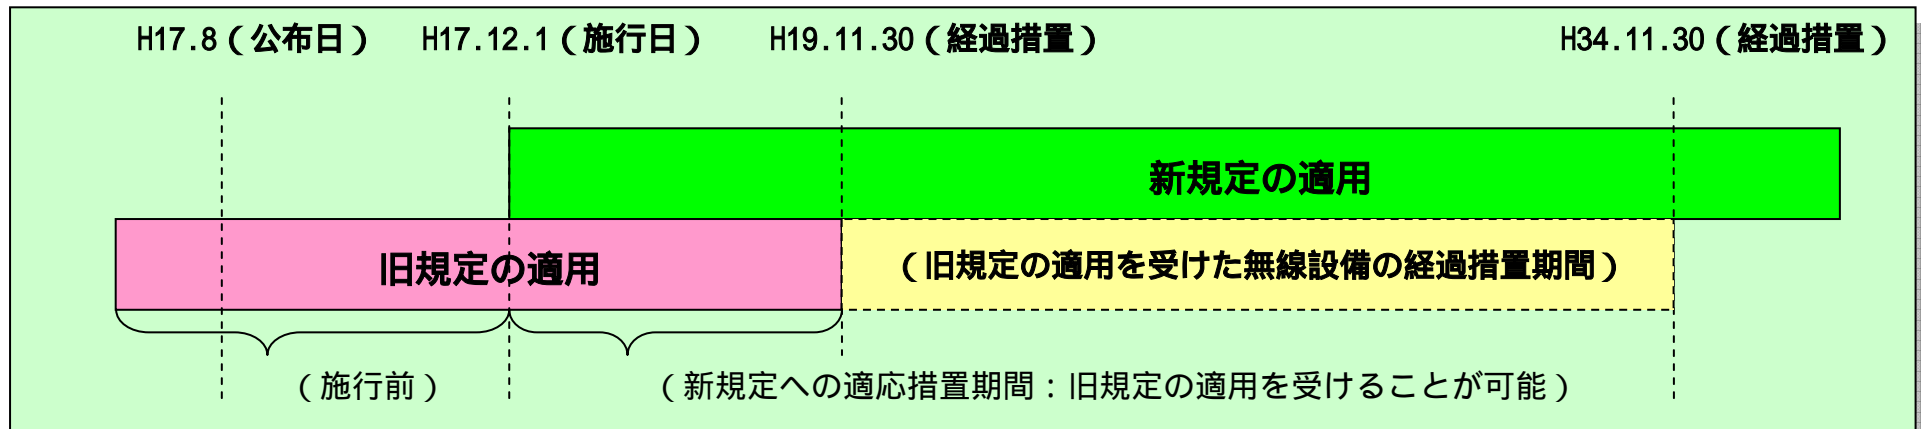 H17.8（公布日） H17.12.1（施行日） H19.11.30（経過措置） H34.11.30（経過措置）
新規定の適用
旧規定の適用 （旧規定の適用を受けた無線設備の経過措置期間）
（施行前） （新規定への適応措置期間：旧規定の適用を受けることが可能）